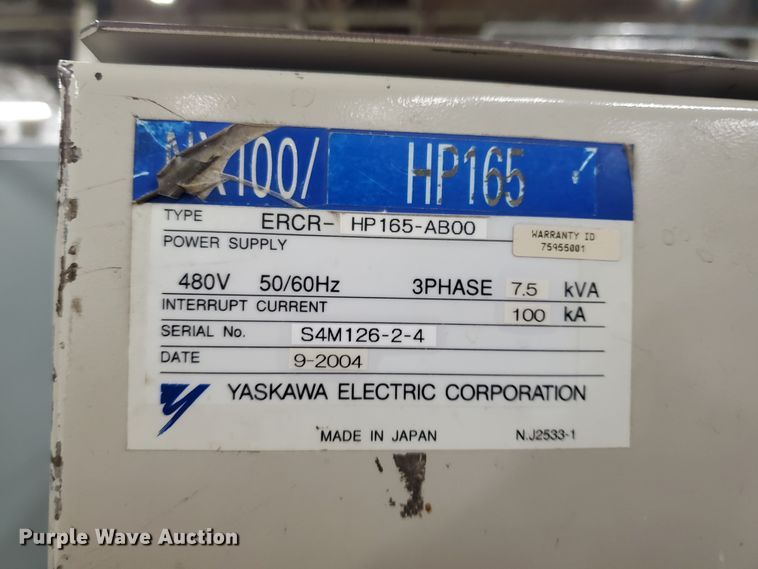 NX100/ HP165 .7
TYPE ERCR- HP165-AB00
WARRANTY ID
75955001
POWER SUPPLY
480V 50/60Hz 3PHASE 7.5 kVA
INTERRUPT CURRENT 100 kA
SERIAL No. S4M126-2-4
DATE 9-2004
YASKAWA ELECTRIC CORPORATION
MADE IN JAPAN NJ2533-1
Purple Wave Auction